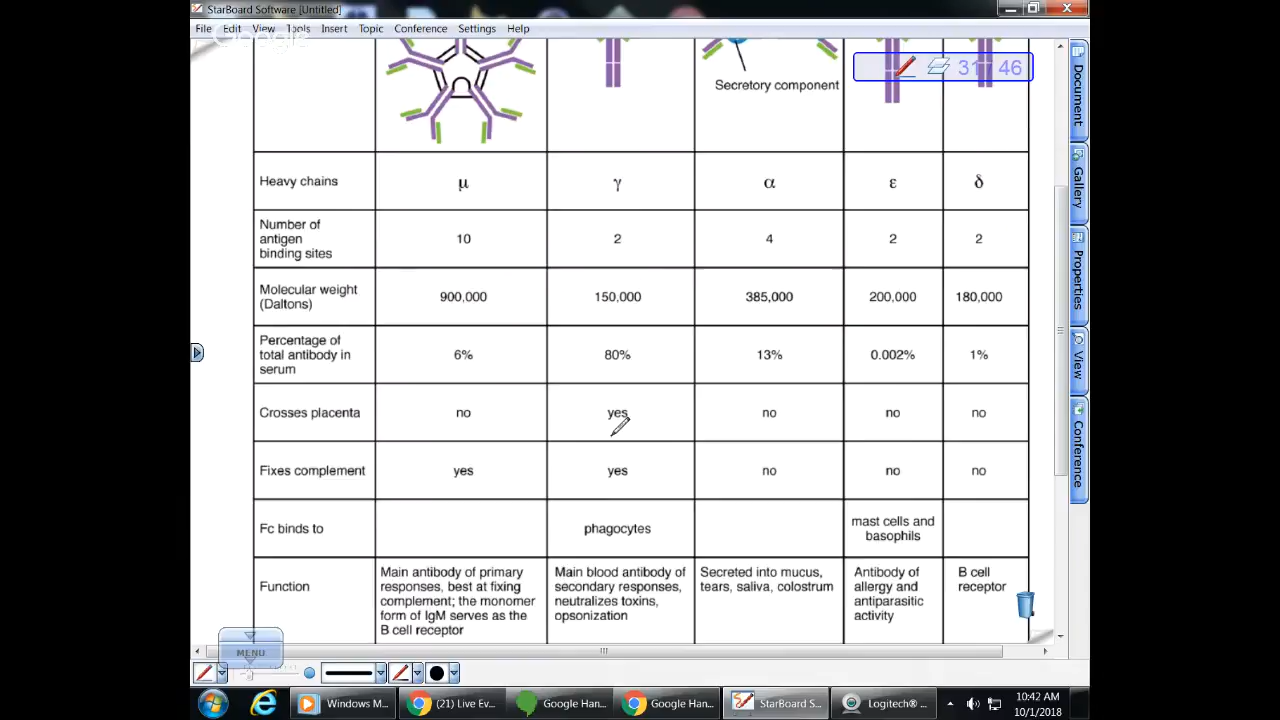 StarBoard Software [Untitled]
File Edit View Tools Insert Topic Conference Settings Help
Google
31 46
Secretory component
Heavy chains μ γ α ε δ
Number of
antigen
binding sites
10 2 4 2 2
Molecular weight
(Daltons)
900,000 150,000 385,000 200,000 180,000
Percentage of
total antibody in
serum
6% 80% 13% 0.002% 1%
Crosses placenta no yes no no no
Fixes complement yes yes no no no
Fc binds to
phagocytes
mast cells and
basophils
Function
Main antibody of primary
responses, best at fixing
complement; the monomer
form of IgM serves as the
B cell receptor
Main blood antibody of
secondary responses,
neutralizes toxins,
opsonization
Secreted into mucus,
tears, saliva, colostrum
Antibody of
allergy and
antiparasitic
activity
B cell
receptor
Document
Gallery
Properties
View
Conference
MENU
Windows M...
(21) Live Ev...
Google Han...
Google Han...
StarBoard S...
Logitech® ...
10:42 AM
10/1/2018